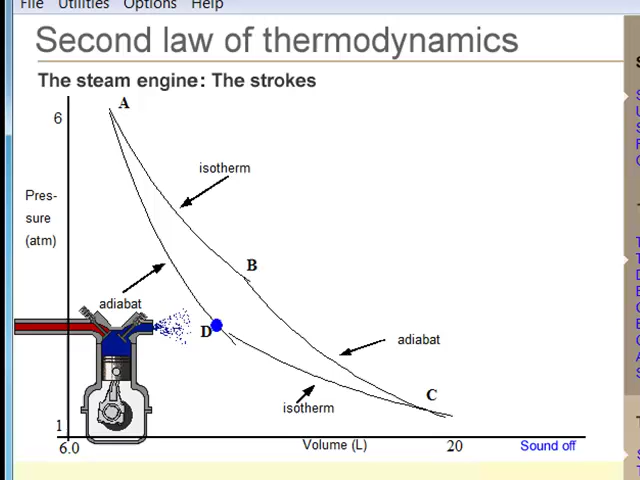 File Utilities Options Help
Second law of thermodynamics
The steam engine: The strokes
A
6
isotherm
Pres-
sure
(atm)
B
adiabat
D
adiabat
C
isotherm
1
6.0
Volume (L)
20
Sound off